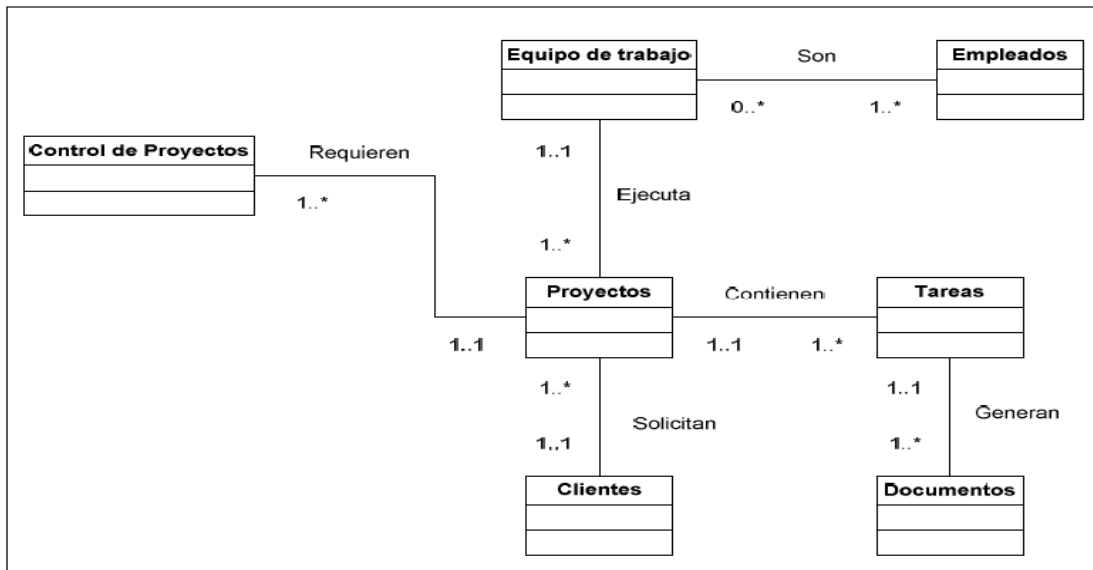 Equipo de trabajo
Son
Empleados
0..*
1..*
Control de Proyectos
Requieren
1..1
1..*
Ejecuta
1..*
Proyectos
Contienen
Tareas
1..1
1..1
1..*
1..*
1..1
Solicitan
Generan
1,,1
1..*
Clientes
Documentos